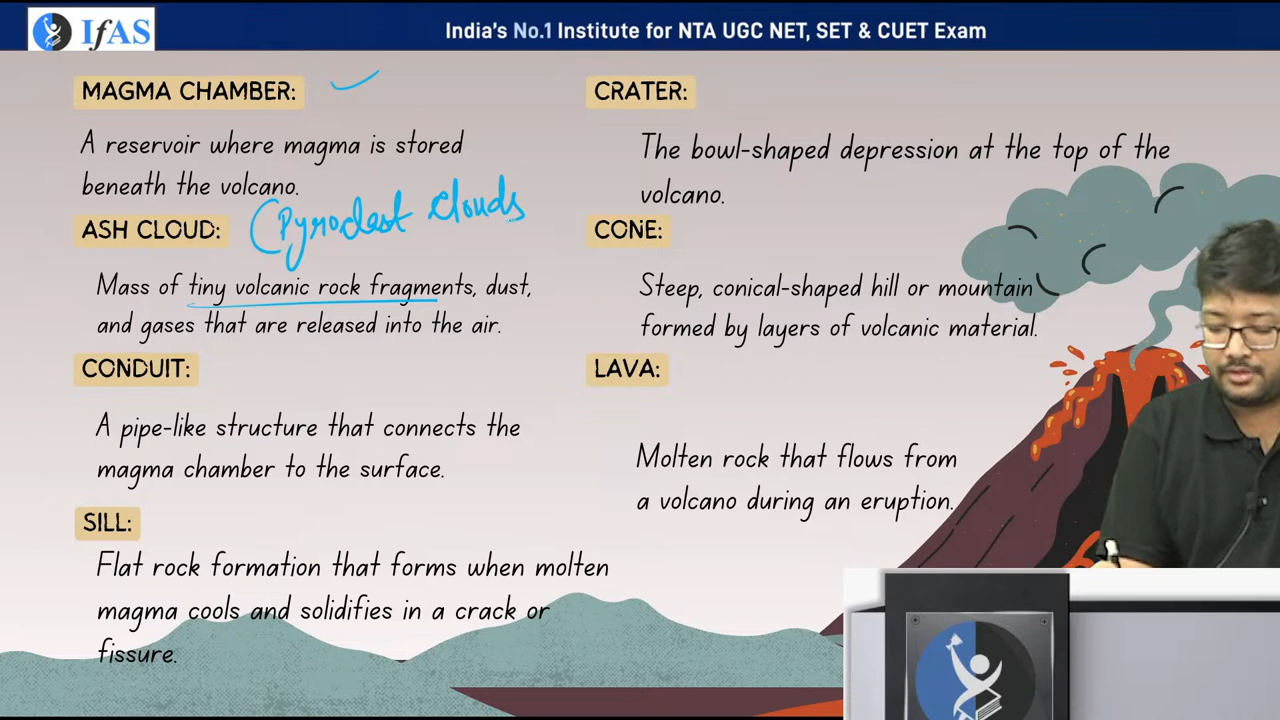 IfAS
India's No.1 Institute for NTA UGC NET, SET & CUET Exam
MAGMA CHAMBER:
A reservoir where magma is stored
beneath the volcano.
ASH CLOUD:
(Pyroclast clouds
Mass of tiny volcanic rock fragments, dust,
and gases that are released into the air.
CONDUIT:
A pipe-like structure that connects the
magma chamber to the surface.
SILL:
Flat rock formation that forms when molten
magma cools and solidifies in a crack or
fissure.
CRATER:
The bowl-shaped depression at the top of the
volcano.
CONE:
Steep, conical-shaped hill or mountain
formed by layers of volcanic material.
LAVA:
Molten rock that flows from
a volcano during an eruption.